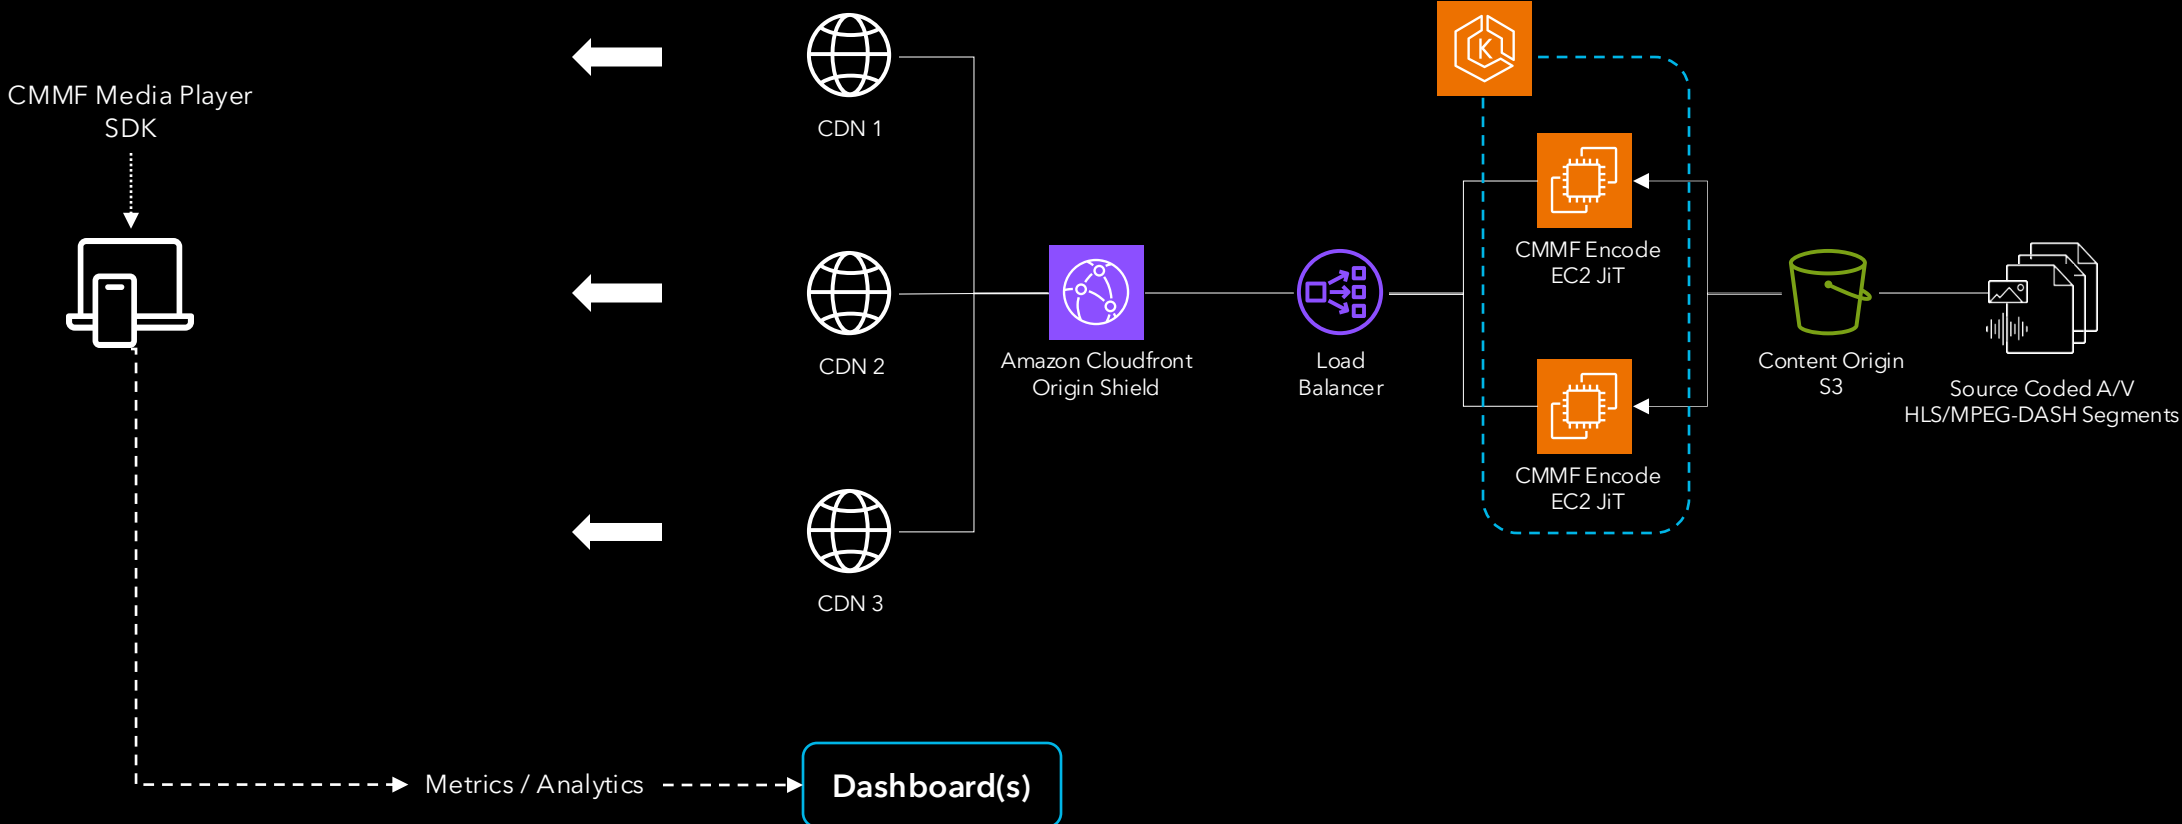 CMMF Media Player
SDK
CDN 1
CDN 2
CDN 3
Amazon Cloudfront
Origin Shield
Load
Balancer
K
CMMF Encode
EC2 JiT
CMMF Encode
EC2 JiT
Content Origin
S3
Source Coded A/V
HLS/MPEG-DASH Segments
Metrics / Analytics
Dashboard(s)